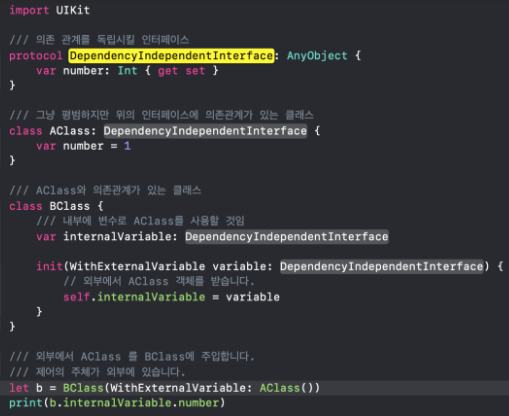 import UIKit
/// 의존 관계를 독립시킬 인터페이스
protocol DependencyIndependentInterface: AnyObject {
var number: Int { get set }
}
/// 그냥 평범하지만 위의 인터페이스에 의존관계가 있는 클래스
class AClass: DependencyIndependentInterface {
var number = 1
}
/// AClass와 의존관계가 있는 클래스
class BClass {
/// 내부에 변수로 AClass를 사용할 것임
var internalVariable: DependencyIndependentInterface
init(WithExternalVariable variable: DependencyIndependentInterface) {
// 외부에서 AClass 객체를 받습니다.
self.internalVariable = variable
}
}
/// 외부에서 AClass 를 BClass에 주입합니다.
/// 제어의 주체가 외부에 있습니다.
let b = BClass(WithExternalVariable: AClass())
print(b.internalVariable.number)